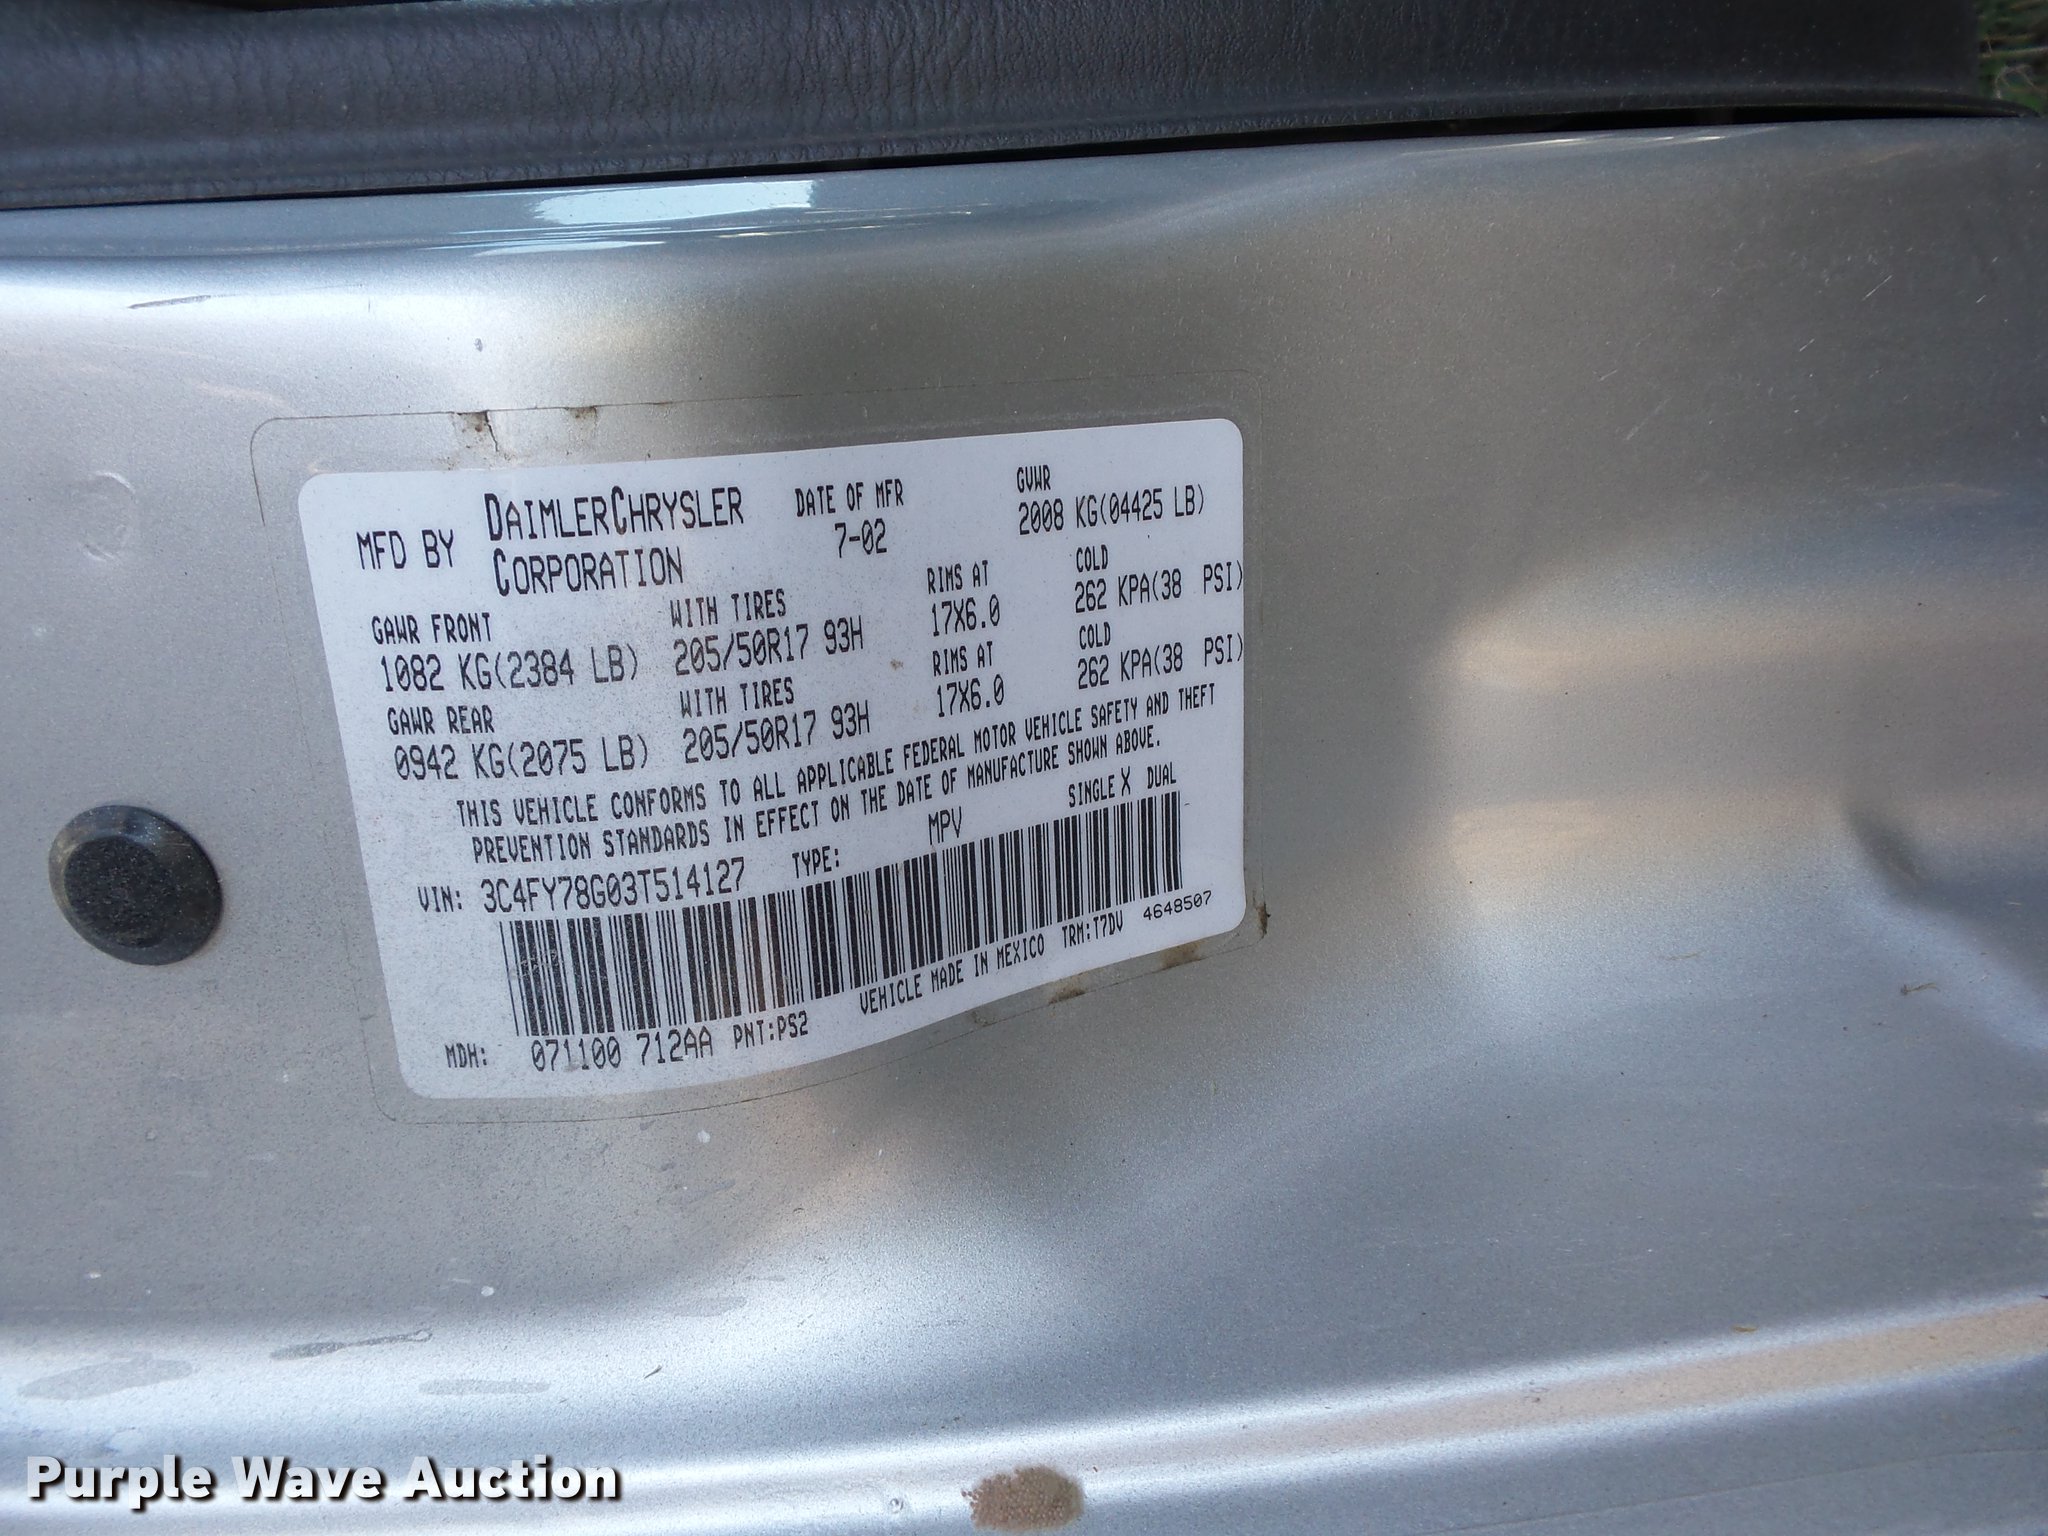 MFD BY DAIMLERCHRYSLER CORPORATION
DATE OF MFR
7-02
GVWR
2008 KG(04425 LB)
GAWR FRONT WITH TIRES RIMS AT COLD
1082 KG(2384 LB) 205/50R17 93H 17X6.0 262 KPA(38 PSI)
GAWR REAR WITH TIRES RIMS AT COLD
0942 KG(2075 LB) 205/50R17 93H 17X6.0 262 KPA(38 PSI)
THIS VEHICLE CONFORMS TO ALL APPLICABLE FEDERAL MOTOR VEHICLE SAFETY AND THEFT
PREVENTION STANDARDS IN EFFECT ON THE DATE OF MANUFACTURE SHOWN ABOVE.
VIN: 3C4FY78G03T514127 TYPE: MPV SINGLE X DUAL
MDH: 071100 712AA PNT:PS2 VEHICLE MADE IN MEXICO TRM:T7DV 4648507
Purple Wave Auction